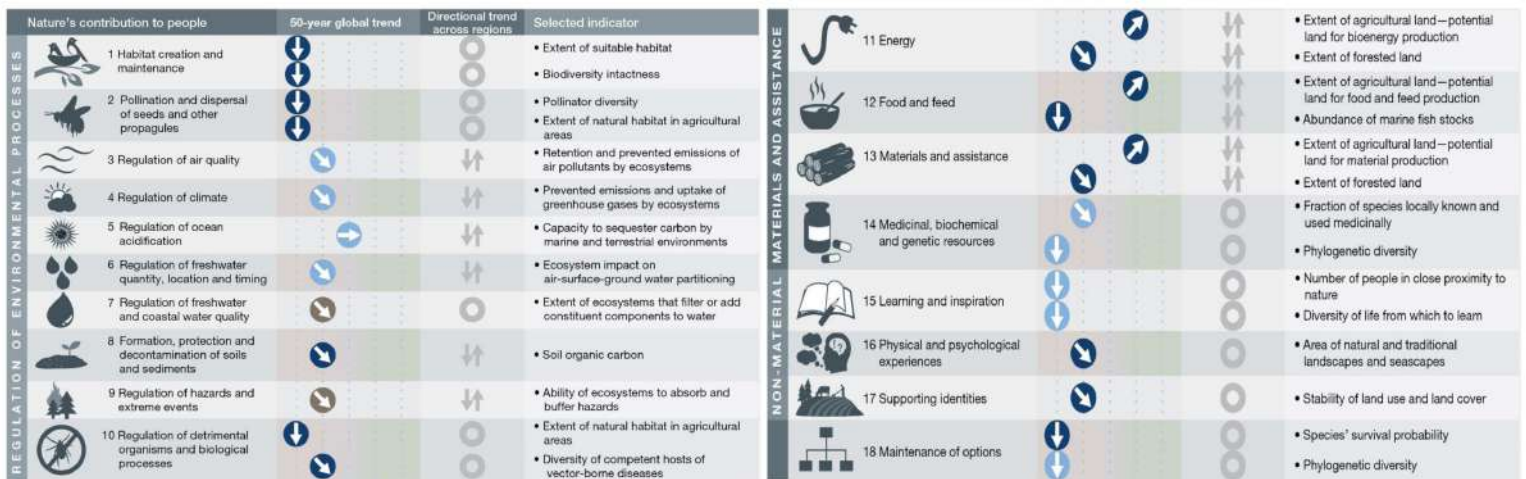 Nature's contribution to people
50-year global trend
Directional trend
across regions
Selected indicator
REGULATION OF ENVIRONMENTAL PROCESSES
1 Habitat creation and
maintenance
• Extent of suitable habitat
• Biodiversity intactness
2 Pollination and dispersal
of seeds and other
propagules
• Pollinator diversity
• Extent of natural habitat in agricultural
areas
3 Regulation of air quality
• Retention and prevented emissions of
air pollutants by ecosystems
4 Regulation of climate
• Prevented emissions and uptake of
greenhouse gases by ecosystems
5 Regulation of ocean
acidification
• Capacity to sequester carbon by
marine and terrestrial environments
6 Regulation of freshwater
quantity, location and timing
• Ecosystem impact on
air-surface-ground water partitioning
7 Regulation of freshwater
and coastal water quality
• Extent of ecosystems that filter or add
constituent components to water
8 Formation, protection and
decontamination of soils
and sediments
• Soil organic carbon
9 Regulation of hazards and
extreme events
• Ability of ecosystems to absorb and
buffer hazards
10 Regulation of detrimental
organisms and biological
processes
• Extent of natural habitat in agricultural
areas
• Diversity of competent hosts of
vector-borne diseases
MATERIALS AND ASSISTANCE
11 Energy
• Extent of agricultural land—potential
land for bioenergy production
• Extent of forested land
12 Food and feed
• Extent of agricultural land—potential
land for food and feed production
• Abundance of marine fish stocks
13 Materials and assistance
• Extent of agricultural land—potential
land for material production
• Extent of forested land
14 Medicinal, biochemical
and genetic resources
• Fraction of species locally known and
used medicinally
• Phylogenetic diversity
NON-MATERIAL
15 Learning and inspiration
• Number of people in close proximity to
nature
• Diversity of life from which to learn
16 Physical and psychological
experiences
• Area of natural and traditional
landscapes and seascapes
17 Supporting identities
• Stability of land use and land cover
18 Maintenance of options
• Species' survival probability
• Phylogenetic diversity